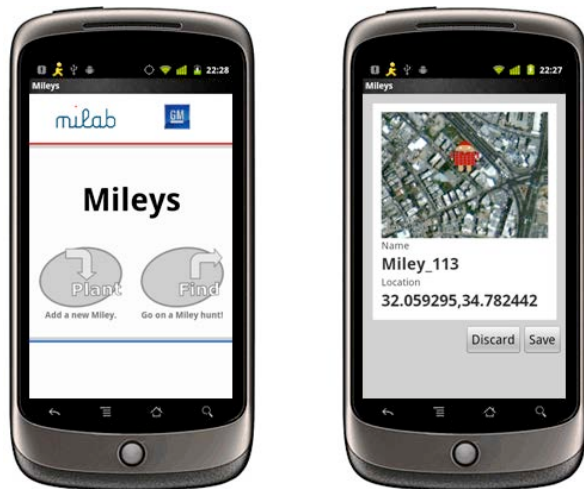 22:28
Mileys
milab
GM
Mileys
Plant
Find
Add a new Miley.
Go on a Miley hunt!
22:27
Mileys
Name
Miley_113
Location
32.059295,34.782442
Discard
Save